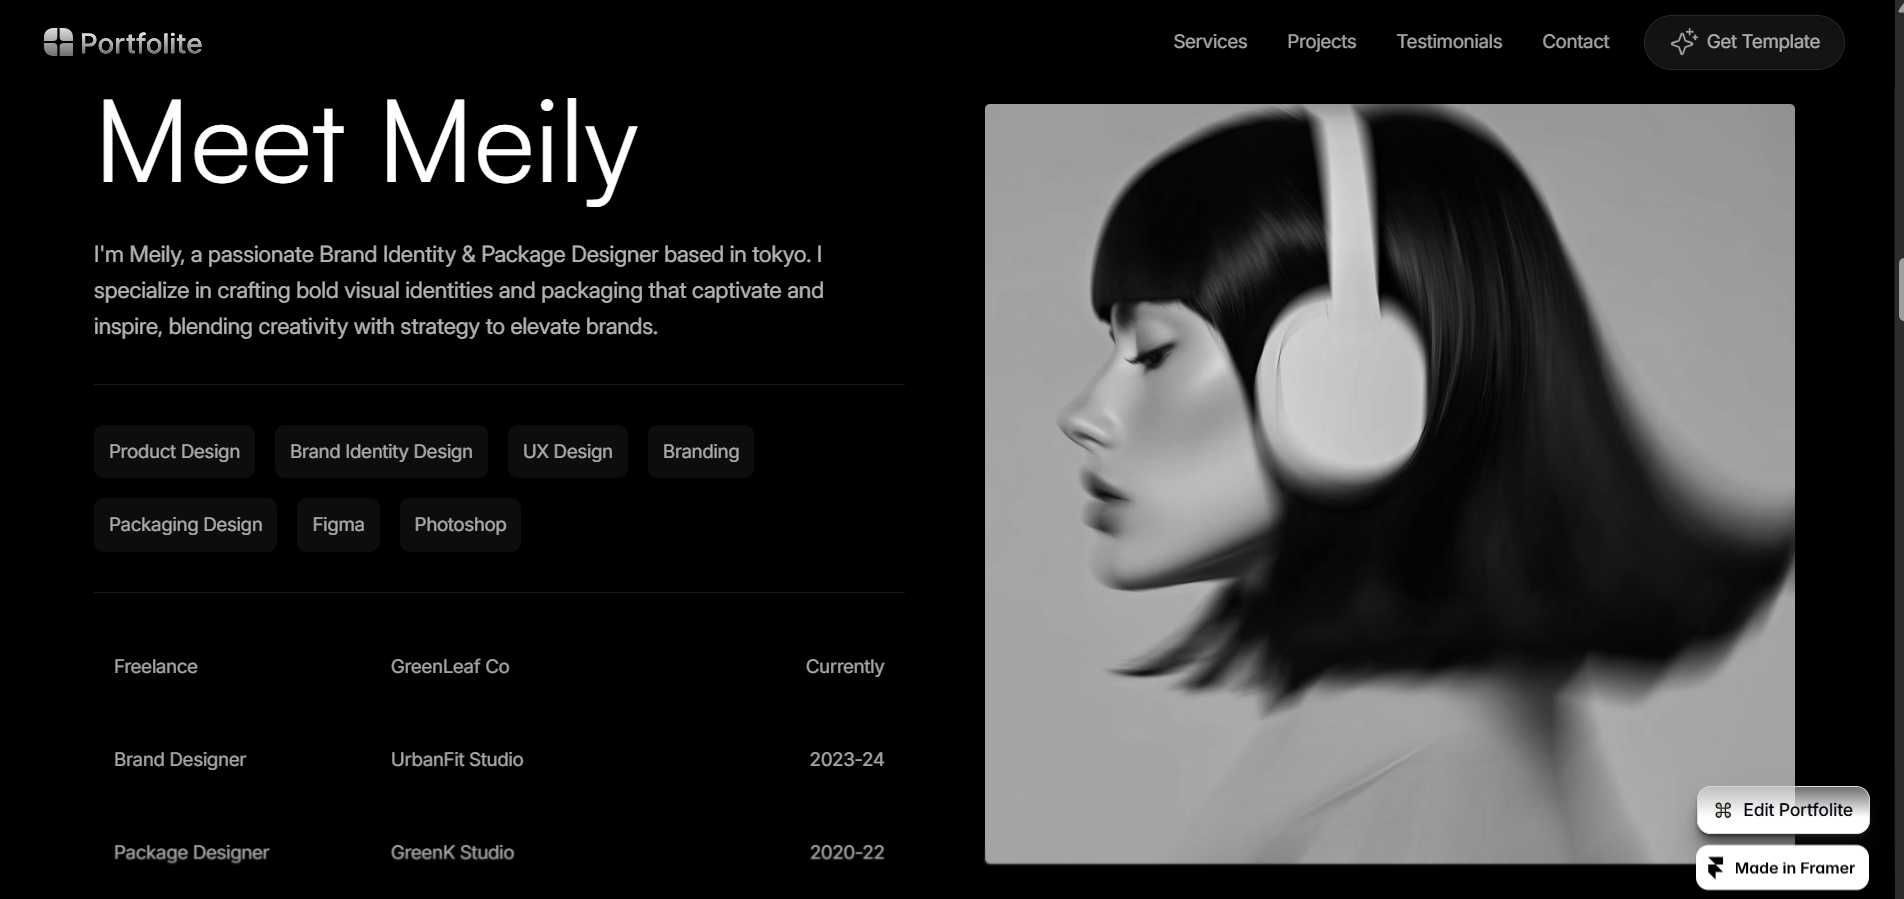 Portfolite
Services
Projects
Testimonials
Contact
Get Template
Meet Meily
I'm Meily, a passionate Brand Identity & Package Designer based in tokyo. I
specialize in crafting bold visual identities and packaging that captivate and
inspire, blending creativity with strategy to elevate brands.
Product Design
Brand Identity Design
UX Design
Branding
Packaging Design
Figma
Photoshop
Freelance
GreenLeaf Co
Currently
Brand Designer
UrbanFit Studio
2023-24
Package Designer
GreenK Studio
2020-22
Edit Portfolite
Made in Framer